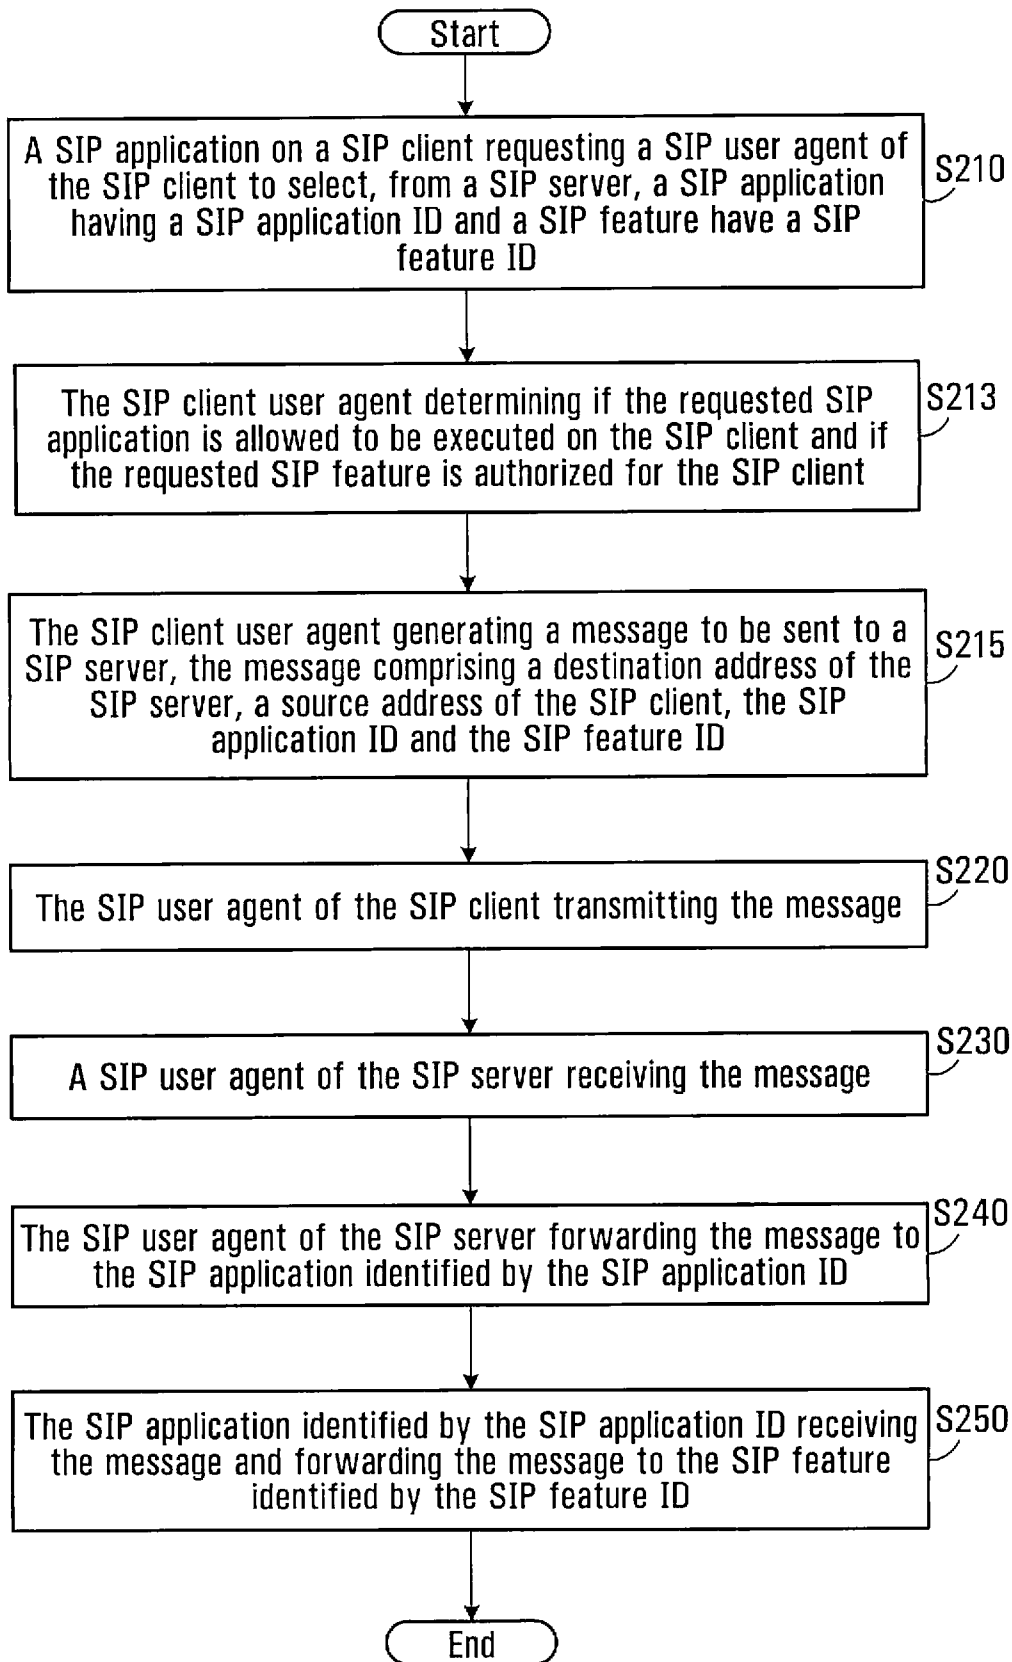 Start
A SIP application on a SIP client requesting a SIP user agent of
the SIP client to select, from a SIP server, a SIP application
having a SIP application ID and a SIP feature have a SIP
feature ID
S210
The SIP client user agent determining if the requested SIP
application is allowed to be executed on the SIP client and if
the requested SIP feature is authorized for the SIP client
S213
The SIP client user agent generating a message to be sent to a
SIP server, the message comprising a destination address of the
SIP server, a source address of the SIP client, the SIP
application ID and the SIP feature ID
S215
The SIP user agent of the SIP client transmitting the message
S220
A SIP user agent of the SIP server receiving the message
S230
The SIP user agent of the SIP server forwarding the message to
the SIP application identified by the SIP application ID
S240
The SIP application identified by the SIP application ID receiving
the message and forwarding the message to the SIP feature
identified by the SIP feature ID
S250
End